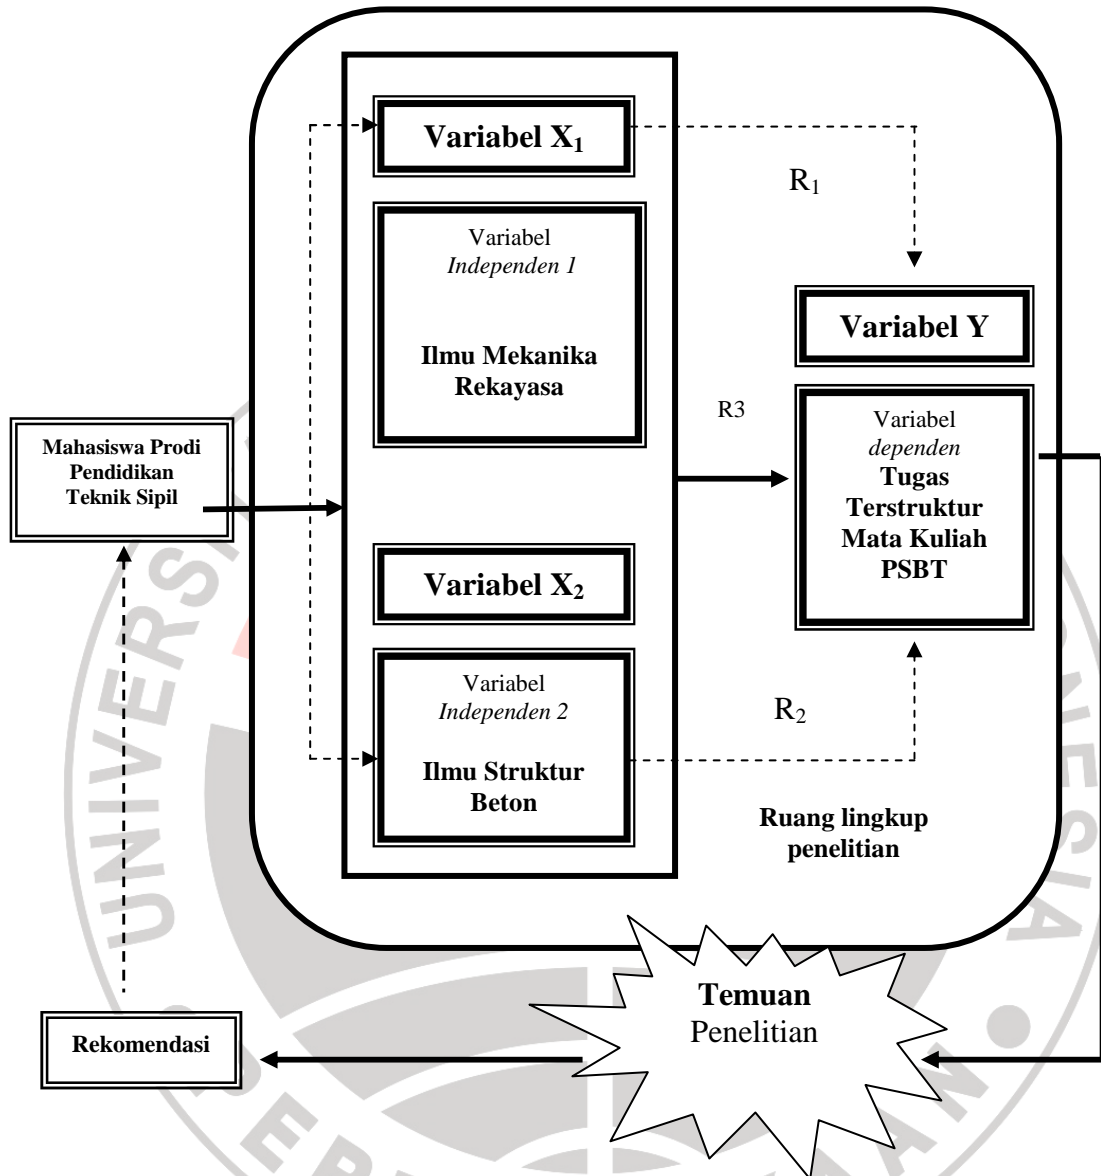 Variabel X₁
R₁
Variabel
Independen 1
Ilmu Mekanika
Rekayasa
Variabel Y
R3
Variabel
dependen
Tugas
Terstruktur
Mata Kuliah
PSBT
Mahasiswa Prodi
Pendidikan
Teknik Sipil
Variabel X₂
Variabel
Independen 2
Ilmu Struktur
Beton
R₂
Ruang lingkup
penelitian
Temuan
Penelitian
Rekomendasi